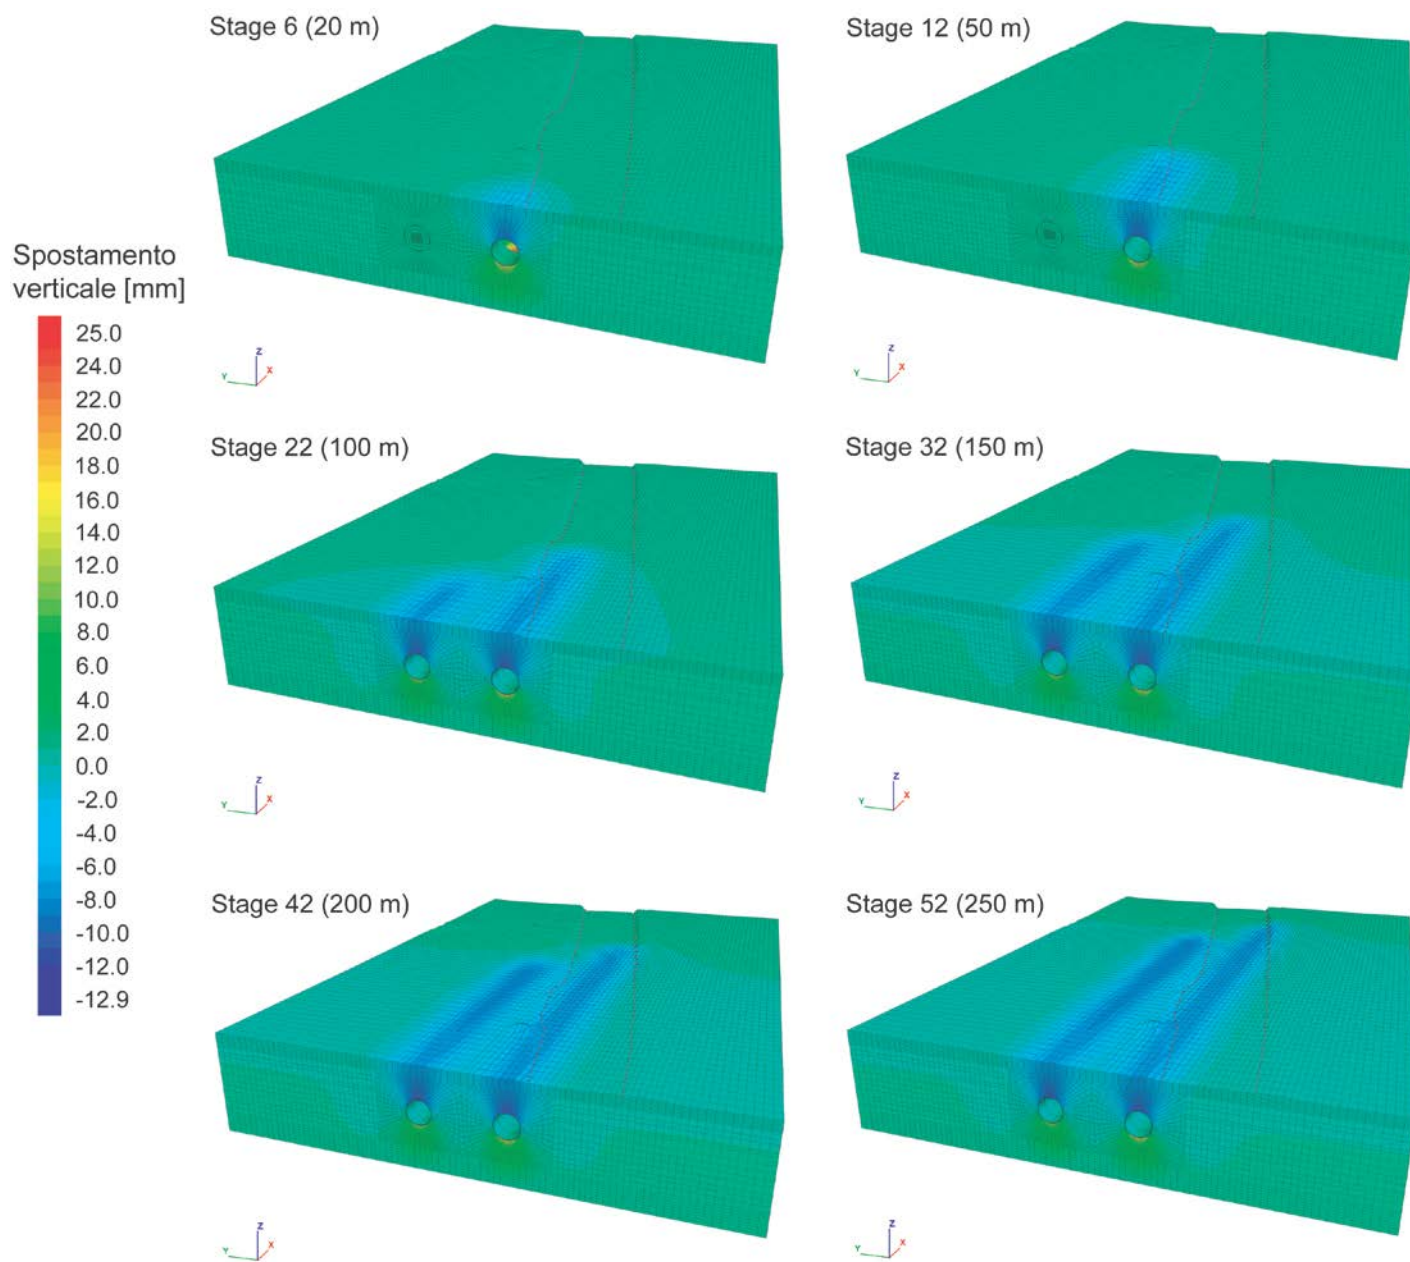 Stage 6 (20 m)
Stage 12 (50 m)
Spostamento
verticale [mm]
25.0
24.0
22.0
20.0
18.0
16.0
14.0
12.0
10.0
8.0
6.0
4.0
2.0
0.0
-2.0
-4.0
-6.0
-8.0
-10.0
-12.0
-12.9
Z
X
Y
Z
X
Y
Stage 22 (100 m)
Stage 32 (150 m)
Z
X
Y
Z
X
Y
Stage 42 (200 m)
Stage 52 (250 m)
Z
X
Y
Z
X
Y